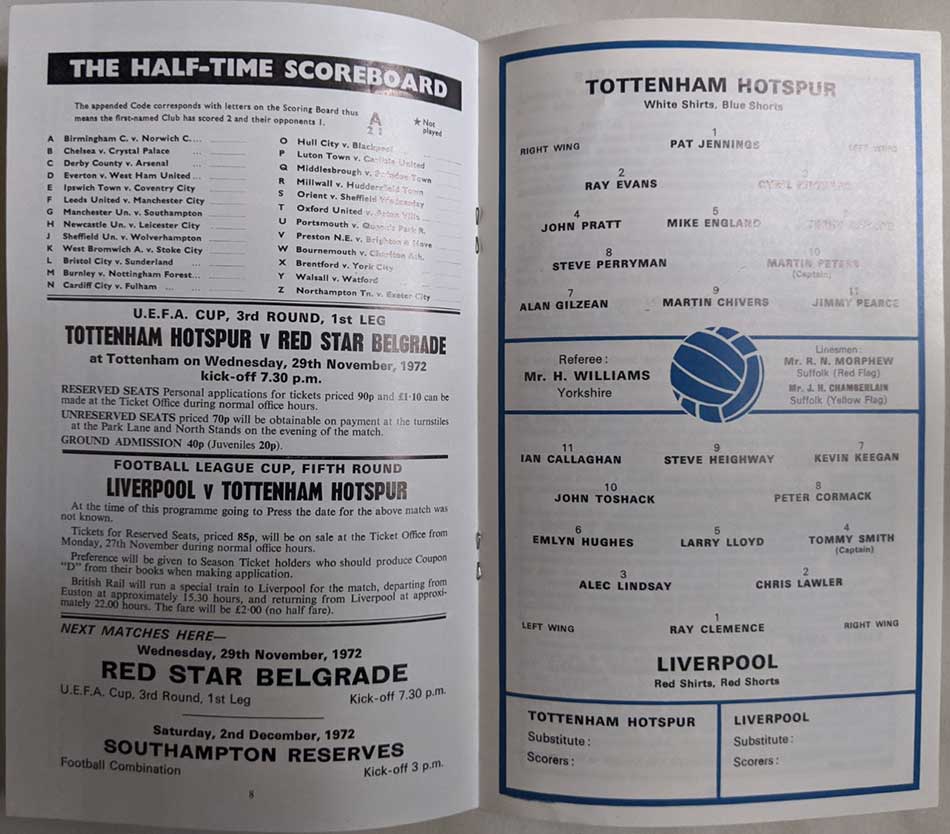 THE HALF-TIME SCOREBOARD
The appended Code corresponds with letters on the Scoring Board thus
means the first-named Club has scored 2 and their opponents 1.
A
2 1
★ Not
played
A Birmingham C. v. Norwich C....
B Chelsea v. Crystal Palace ...
C Derby County v. Arsenal ...
D Everton v. West Ham United...
E Ipswich Town v. Coventry City
F Leeds United v. Manchester City
G Manchester Un. v. Southampton
H Newcastle Un. v. Leicester City
J Sheffield Un. v. Wolverhampton
K West Bromwich A. v. Stoke City
L Bristol City v. Sunderland ...
M Burnley v. Nottingham Forest...
N Cardiff City v. Fulham ... ...
O Hull City v. Blackpool
P Luton Town v. Carlisle United
Q Middlesbrough v. Swindon Town
R Millwall v. Huddersfield Town
S Orient v. Sheffield Wednesday
T Oxford United v. Aston Villa ...
U Portsmouth v. Queen's Park R.
V Preston N.E. v. Brighton & Hove
W Bournemouth v. Charlton Ath.
X Brentford v. York City
Y Walsall v. Watford
Z Northampton Tn. v. Exeter City
U.E.F.A. CUP, 3rd ROUND, 1st LEG
TOTTENHAM HOTSPUR v RED STAR BELGRADE
at Tottenham on Wednesday, 29th November, 1972
kick-off 7.30 p.m.
RESERVED SEATS Personal applications for tickets priced 90p and £1·10 can be
made at the Ticket Office during normal office hours.
UNRESERVED SEATS priced 70p will be obtainable on payment at the turnstiles
at the Park Lane and North Stands on the evening of the match.
GROUND ADMISSION 40p (Juveniles 20p).
FOOTBALL LEAGUE CUP, FIFTH ROUND
LIVERPOOL v TOTTENHAM HOTSPUR
At the time of this programme going to Press the date for the above match was
not known.
Tickets for Reserved Seats, priced 85p, will be on sale at the Ticket Office from
Monday, 27th November during normal office hours.
Preference will be given to Season Ticket holders who should produce Coupon
"D" from their books when making application.
British Rail will run a special train to Liverpool for the match, departing from
Euston at approximately 15.30 hours, and returning from Liverpool at approxi-
mately 22.00 hours. The fare will be £2·00 (no half fare).
NEXT MATCHES HERE—
Wednesday, 29th November, 1972
RED STAR BELGRADE
U.E.F.A. Cup, 3rd Round, 1st Leg Kick-off 7.30 p.m.
Saturday, 2nd December, 1972
SOUTHAMPTON RESERVES
Football Combination Kick-off 3 p.m.
8
TOTTENHAM HOTSPUR
White Shirts, Blue Shorts
1
RIGHT WING PAT JENNINGS LEFT WING
2 3
RAY EVANS CYRIL
4 5
JOHN PRATT MIKE ENGLAND
8 10
STEVE PERRYMAN MARTIN PETERS
(Captain)
7 9 11
ALAN GILZEAN MARTIN CHIVERS JIMMY PEARCE
Referee:
Mr. H. WILLIAMS
Yorkshire
Linesmen:
Mr. R. N. MORPHEW
Suffolk (Red Flag)
Mr. J. H. CHAMBERLAIN
Suffolk (Yellow Flag)
11 9 7
IAN CALLAGHAN STEVE HEIGHWAY KEVIN KEEGAN
10 8
JOHN TOSHACK PETER CORMACK
6 5 4
EMLYN HUGHES LARRY LLOYD TOMMY SMITH
(Captain)
3 2
ALEC LINDSAY CHRIS LAWLER
1
LEFT WING RAY CLEMENCE RIGHT WING
LIVERPOOL
Red Shirts, Red Shorts
TOTTENHAM HOTSPUR
Substitute:
Scorers:
LIVERPOOL
Substitute:
Scorers: